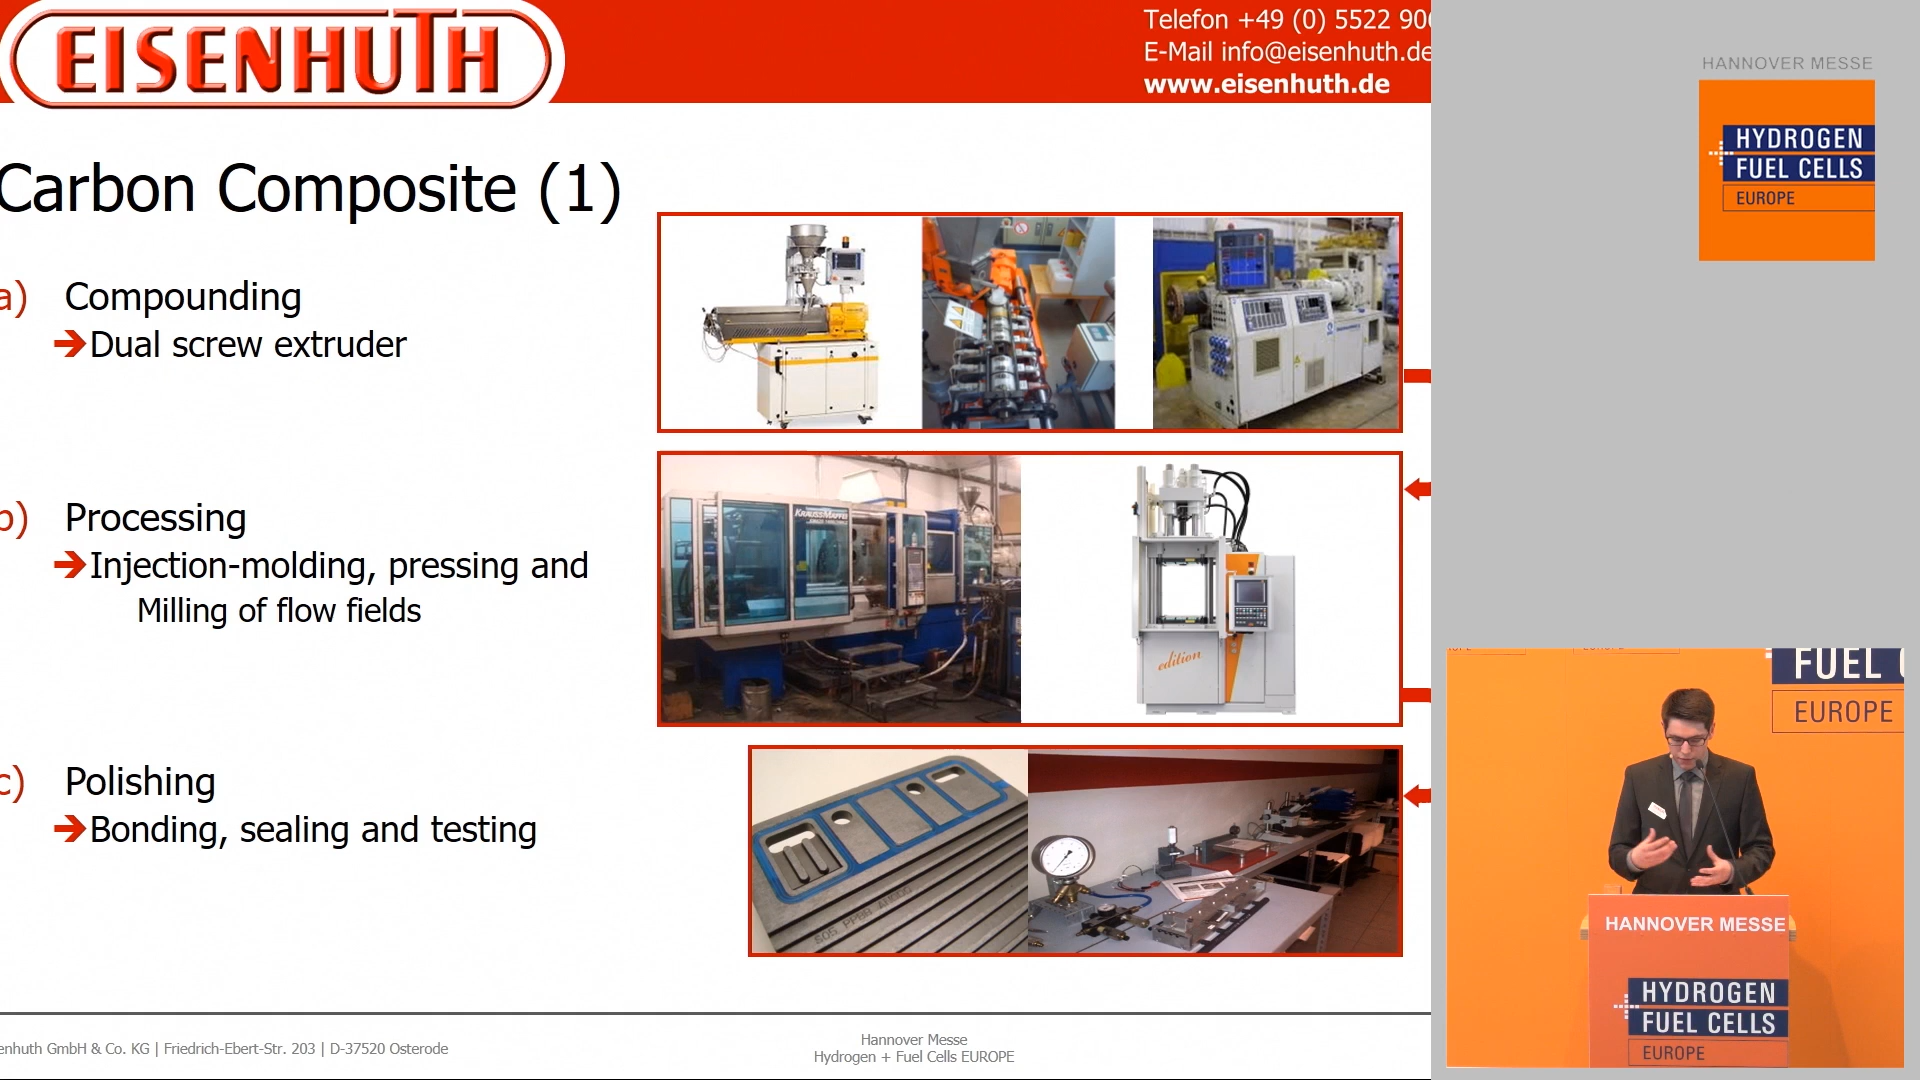 EISENHUTH
Telefon +49 (0) 5522 90
E-Mail info@eisenhuth.de
www.eisenhuth.de
Carbon Composite (1)
a) Compounding
➔Dual screw extruder
b) Processing
➔Injection-molding, pressing and
Milling of flow fields
c) Polishing
➔Bonding, sealing and testing
KRAUSSMAFFEI
edition
enhuth GmbH & Co. KG | Friedrich-Ebert-Str. 203 | D-37520 Osterode
Hannover Messe
Hydrogen + Fuel Cells EUROPE
HANNOVER MESSE
HYDROGEN
FUEL CELLS
EUROPE
FUEL C
EUROPE
HANNOVER MESSE
HYDROGEN
FUEL CELLS
EUROPE